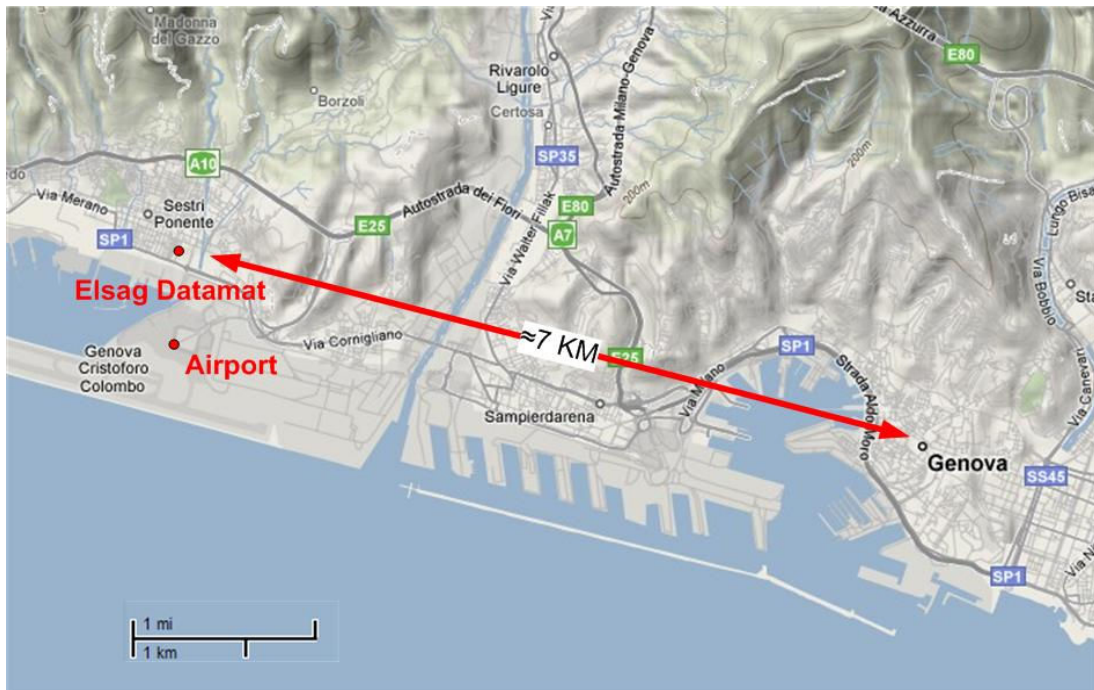 Madonna
del Gazzo
Borzoli
Rivarolo
Ligure
Certosa
SP35
Autostrada Milano-Genova
E80
A10
Via Merano
Sestri
Ponente
SP1
E25
Autostrada dei Fiori
E80
A7
200m
200m
Via Walter Fillak
Lungo Bisa
Via Bobbio
Sta
Via Canevari
Elsag Datamat
Airport
Genova
Cristoforo
Colombo
Via Cornigliano
≈7 KM
E25
SP1
Via Milano
Strada Aldo Moro
Sampierdarena
Genova
SS45
SP1
1 mi
1 km